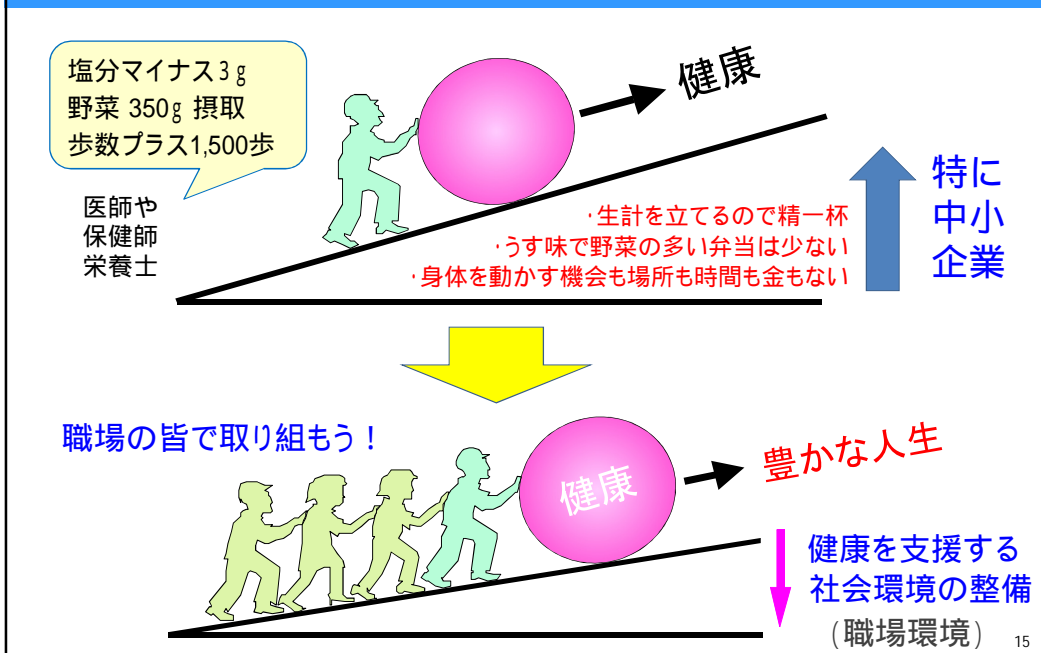 塩分マイナス3g
野菜 350g 摂取
歩数プラス1,500歩
医師や
保健師
栄養士
健康
・生計を立てるので精一杯
・うす味で野菜の多い弁当は少ない
・身体を動かす機会も場所も時間も金もない
特に
中小
企業
職場の皆で取り組もう！
健康
豊かな人生
健康を支援する
社会環境の整備
(職場環境)
15